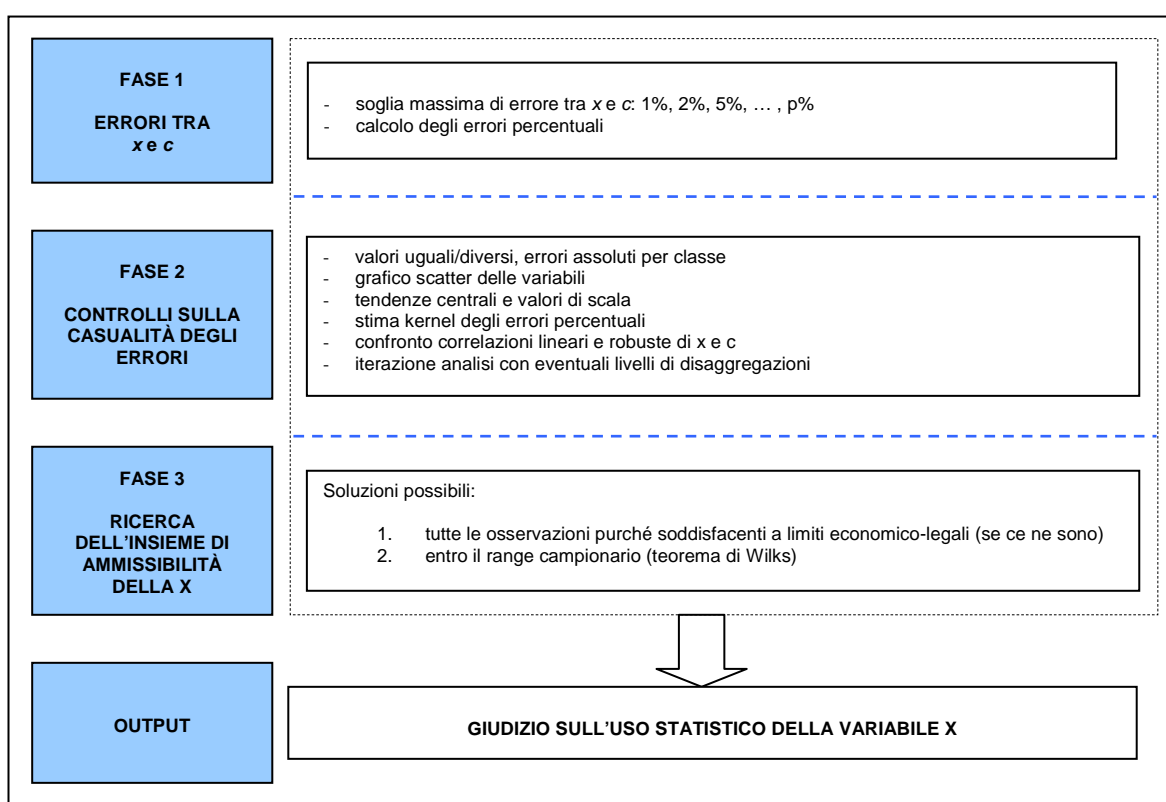 FASE 1
ERRORI TRA
x e c
- soglia massima di errore tra x e c: 1%, 2%, 5%, … , p%
- calcolo degli errori percentuali
FASE 2
CONTROLLI SULLA
CASUALITÀ DEGLI
ERRORI
- valori uguali/diversi, errori assoluti per classe
- grafico scatter delle variabili
- tendenze centrali e valori di scala
- stima kernel degli errori percentuali
- confronto correlazioni lineari e robuste di x e c
- iterazione analisi con eventuali livelli di disaggregazioni
FASE 3
RICERCA
DELL’INSIEME DI
AMMISSIBILITÀ
DELLA X
Soluzioni possibili:
1. tutte le osservazioni purché soddisfacenti a limiti economico-legali (se ce ne sono)
2. entro il range campionario (teorema di Wilks)
OUTPUT
GIUDIZIO SULL’USO STATISTICO DELLA VARIABILE X